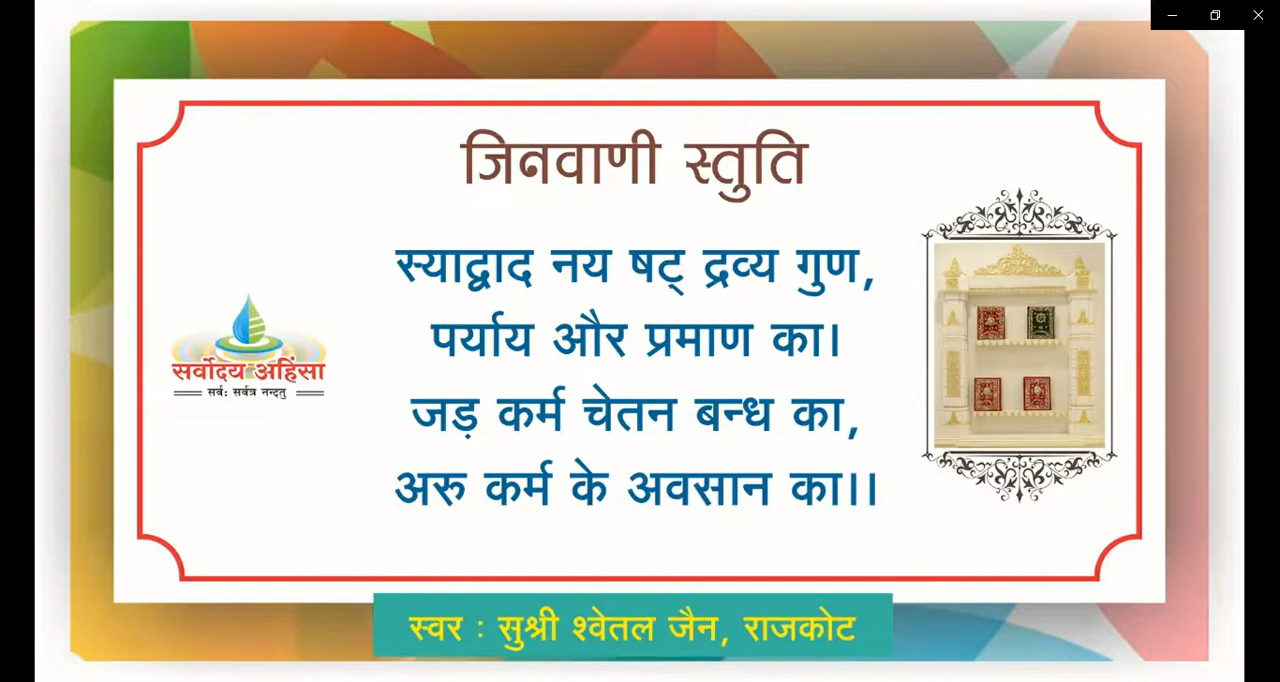 जिनवाणी स्तुति
स्याद्वाद नय षट् द्रव्य गुण,
पर्याय और प्रमाण का।
जड़ कर्म चेतन बन्ध का,
अरु कर्म के अवसान का।।
सर्वोदय अहिंसा
सर्वः सर्वत्र नन्दतु
स्वर : सुश्री श्वेतल जैन, राजकोट